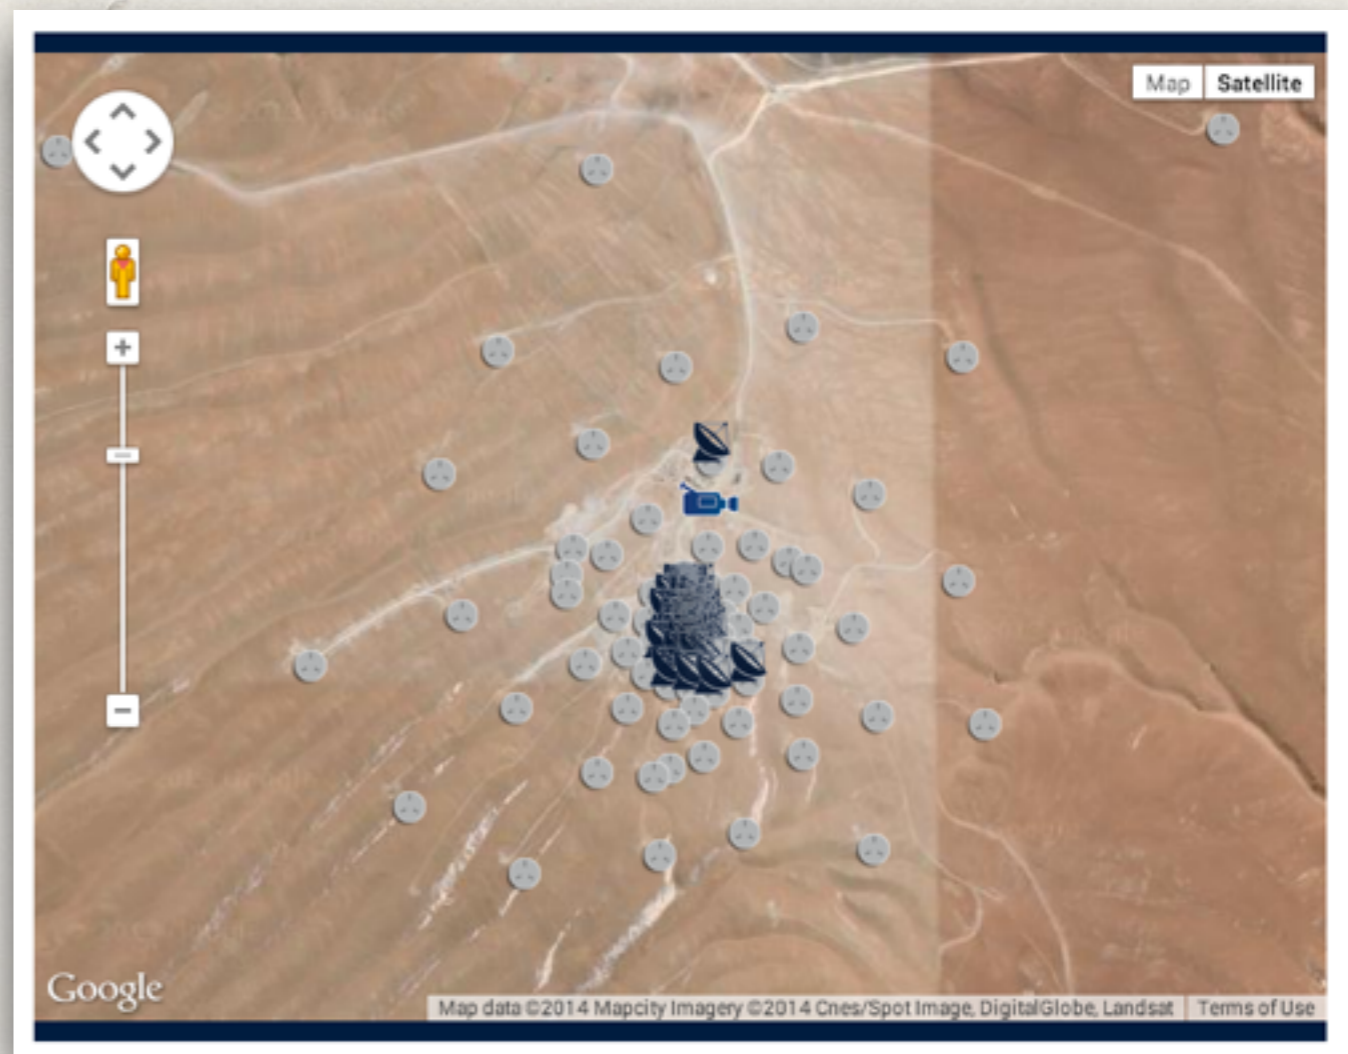 Map Satellite
+
−
Google
Map data ©2014 Mapcity Imagery ©2014 Cnes/Spot Image, DigitalGlobe, Landsat Terms of Use